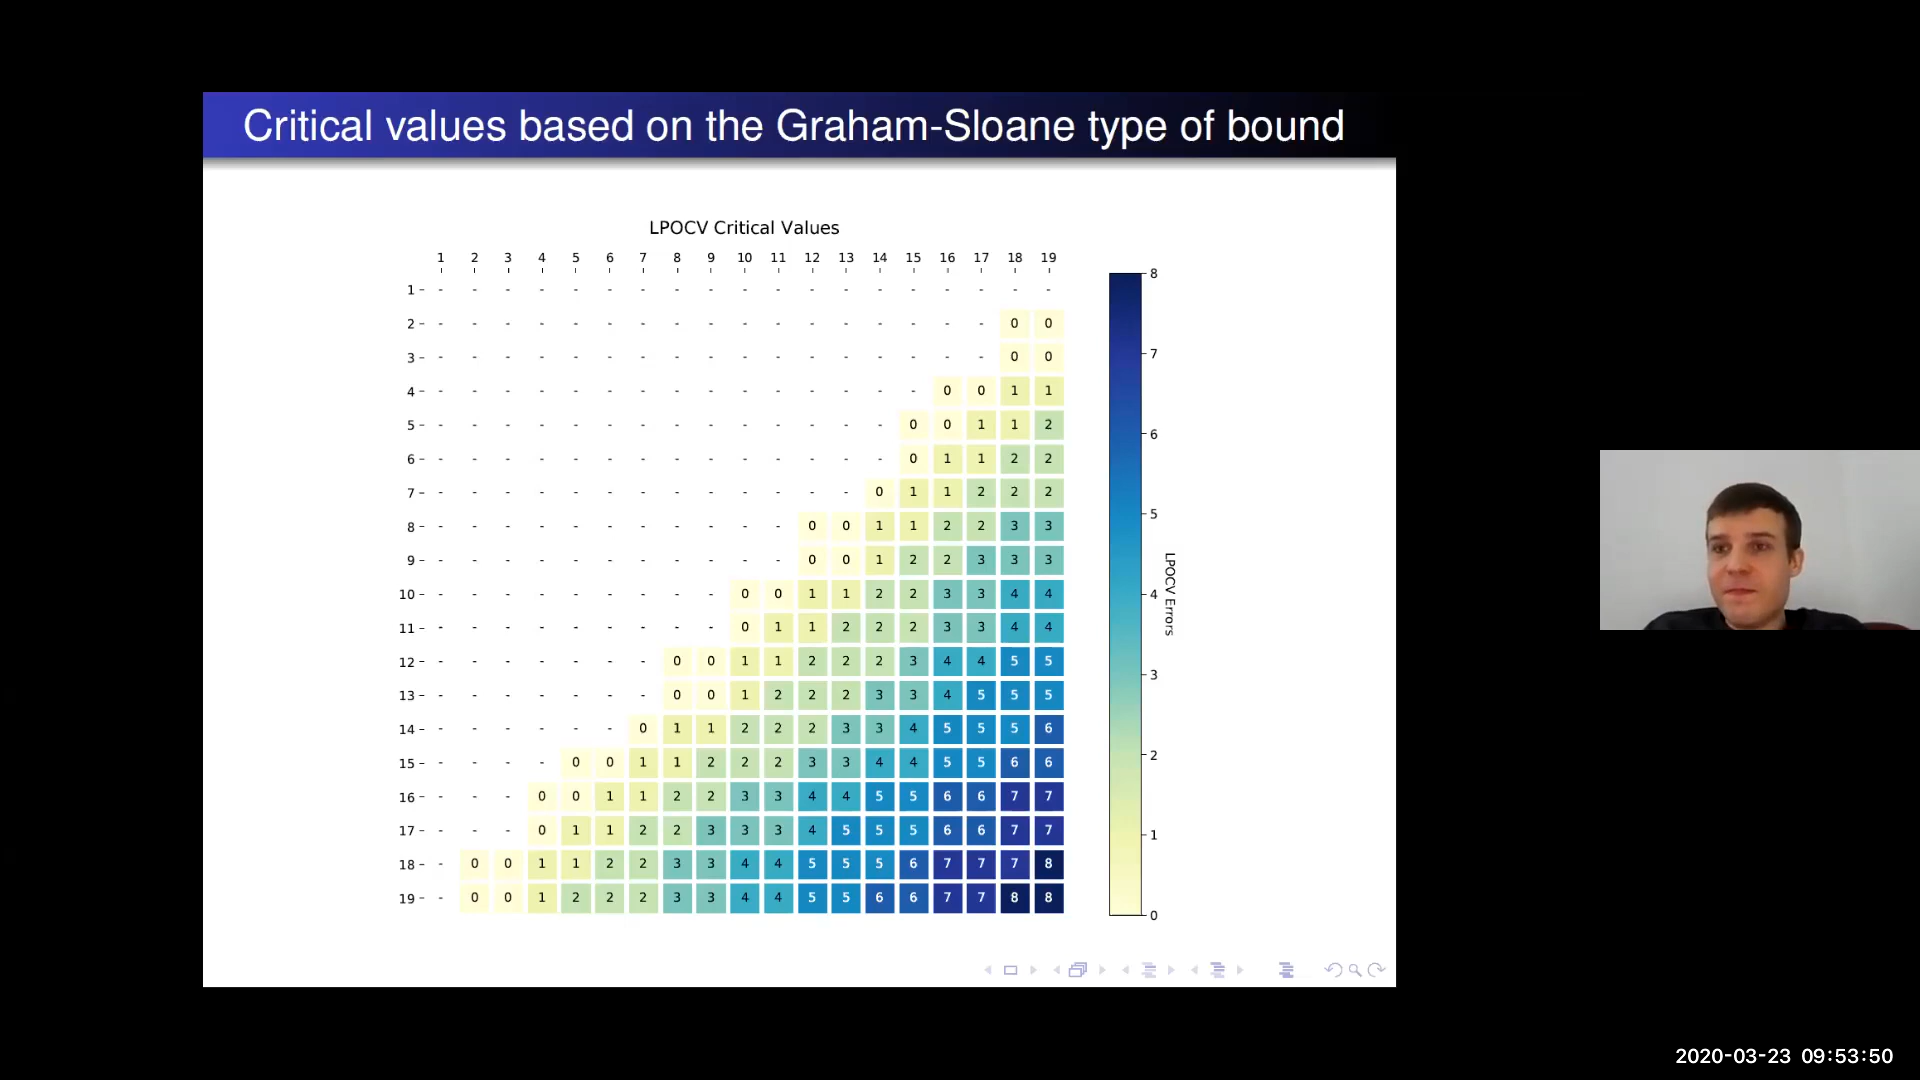 Critical values based on the Graham-Sloane type of bound
LPOCV Critical Values
1 2 3 4 5 6 7 8 9 10 11 12 13 14 15 16 17 18 19
1 - - - - - - - - - - - - - - - - - - -
2 - - - - - - - - - - - - - - - - - 0 0
3 - - - - - - - - - - - - - - - - - 0 0
4 - - - - - - - - - - - - - - - 0 0 1 1
5 - - - - - - - - - - - - - - 0 0 1 1 2
6 - - - - - - - - - - - - - - 0 1 1 2 2
7 - - - - - - - - - - - - - 0 1 1 2 2 2
8 - - - - - - - - - - - 0 0 1 1 2 2 3 3
9 - - - - - - - - - - - 0 0 1 2 2 3 3 3
10 - - - - - - - - - 0 0 1 1 2 2 3 3 4 4
11 - - - - - - - - - 0 1 1 2 2 2 3 3 4 4
12 - - - - - - - 0 0 1 1 2 2 2 3 4 4 5 5
13 - - - - - - - 0 0 1 2 2 2 3 3 4 5 5 5
14 - - - - - - 0 1 1 2 2 2 3 3 4 5 5 5 6
15 - - - - 0 0 1 1 2 2 2 3 3 4 4 5 5 6 6
16 - - - 0 0 1 1 2 2 3 3 4 4 5 5 6 6 7 7
17 - - - 0 1 1 2 2 3 3 3 4 5 5 5 6 6 7 7
18 - 0 0 1 1 2 2 3 3 4 4 5 5 5 6 7 7 7 8
19 - 0 0 1 2 2 2 3 3 4 4 5 5 6 6 7 7 8 8
8
7
6
5
4
3
2
1
0
LPOCV Errors
2020-03-23 09:53:50